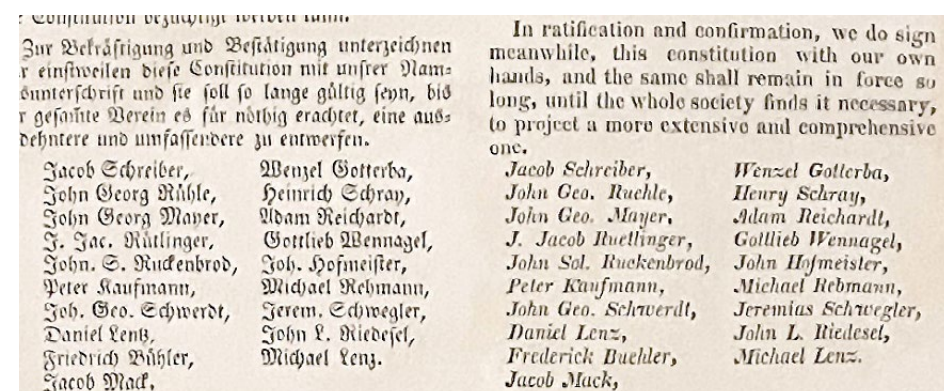 Constitution bezüchtigt werden kann.
Zur Bekräftigung und Bestätigung unterzeichnen
r einstweilen diese Constitution mit unsrer Nam-
nsunterschrift und sie soll so lange gültig seyn, bis
r gesamte Verein es für nöthig erachtet, eine aus-
dehntere und umfassendere zu entwerfen.
Jacob Schreiber,
John Georg Rühle,
John Georg Mayer,
J. Jac. Rütlinger,
John. S. Ruckenbrod,
Peter Kaufmann,
Joh. Geo. Schwerdt,
Daniel Lentz,
Friedrich Bühler,
Jacob Mack,
Wenzel Gotterba,
Heinrich Schray,
Adam Reichardt,
Gottlieb Wennagel,
Joh. Hofmeister,
Michael Rebmann,
Jerem. Schwegler,
John L. Riedesel,
Michael Lenz.
In ratification and confirmation, we do sign
meanwhile, this constitution with our own
hands, and the same shall remain in force so
long, until the whole society finds it necessary,
to project a more extensive and comprehensive
one.
Jacob Schreiber,
John Geo. Ruehle,
John Geo. Mayer,
J. Jacob Ruetlinger,
John Sol. Ruckenbrod,
Peter Kaufmann,
John Geo. Schwerdt,
Daniel Lenz,
Frederick Buehler,
Jacob Mack,
Wenzel Gotterba,
Henry Schray,
Adam Reichardt,
Gottlieb Wennagel,
John Hofmeister,
Michael Rebmann,
Jeremias Schwegler,
John L. Riedesel,
Michael Lenz.